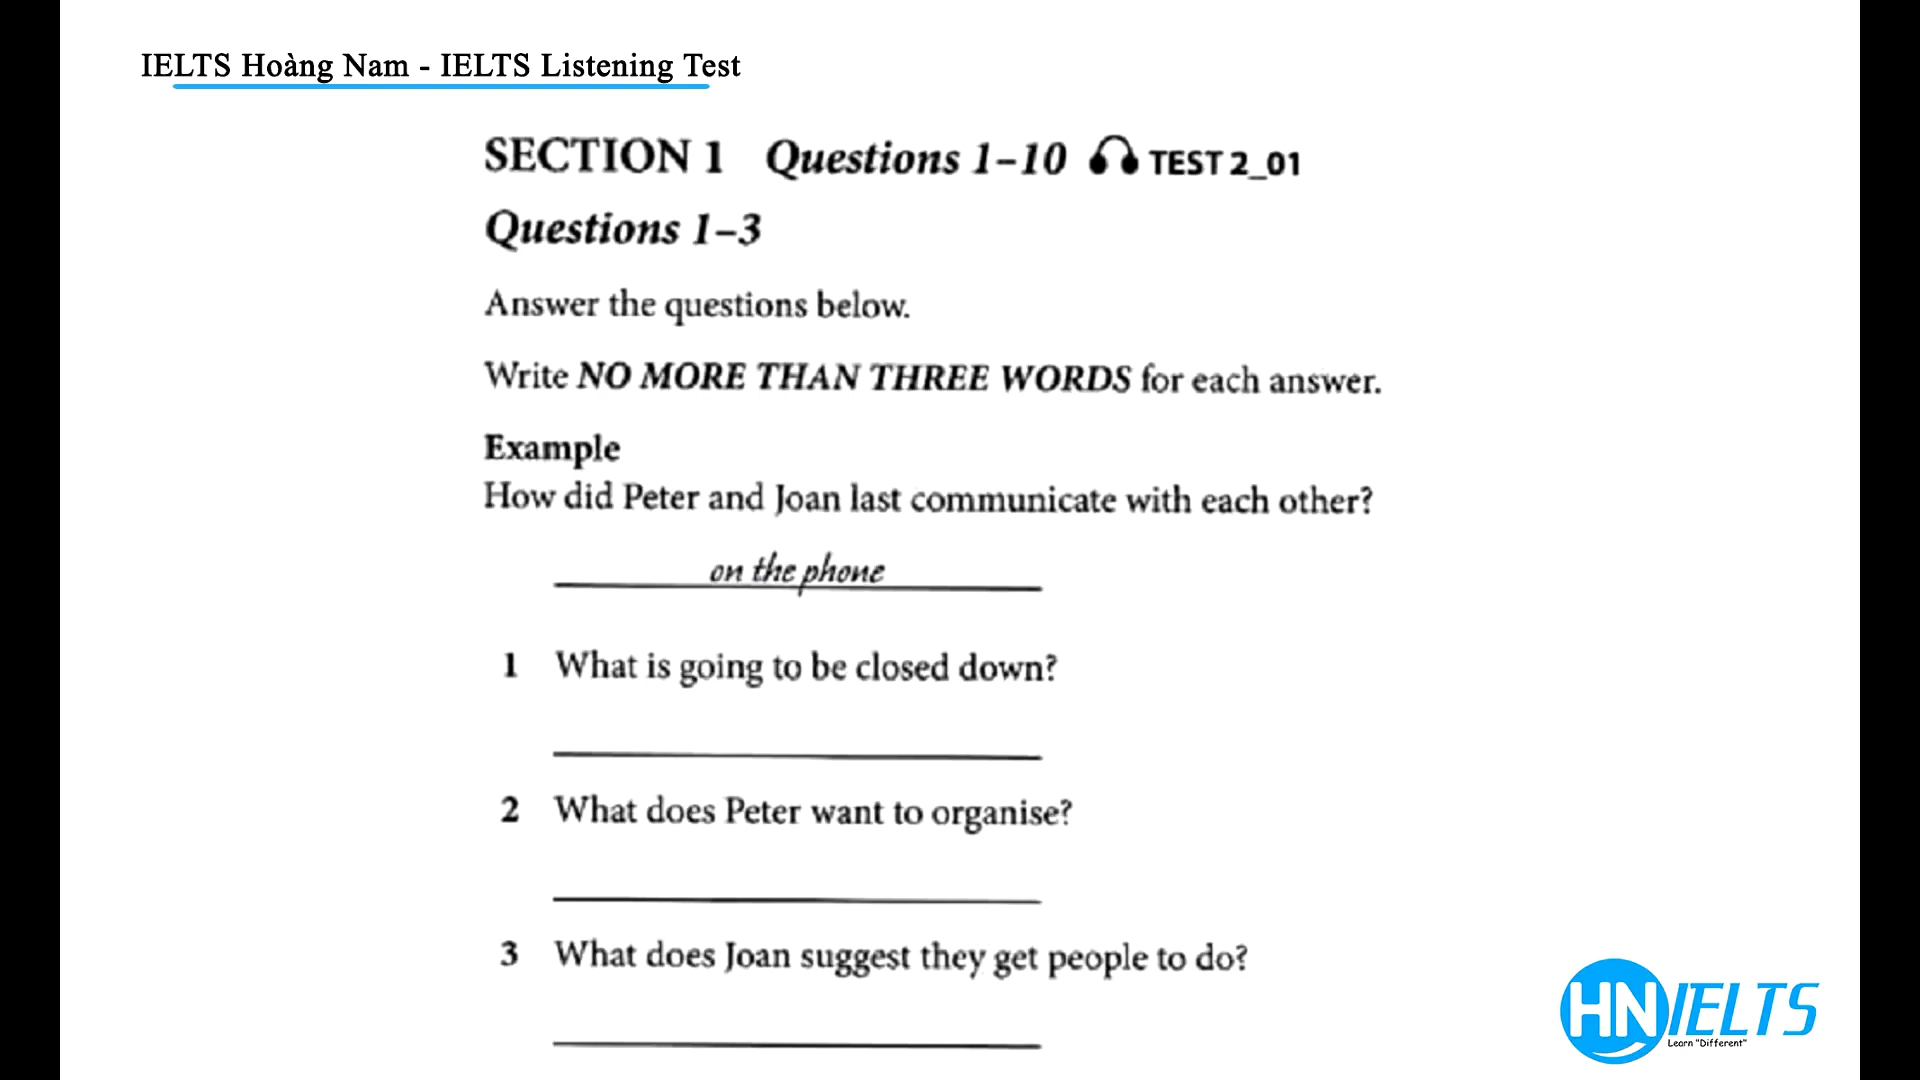 IELTS Hoàng Nam - IELTS Listening Test
SECTION 1 Questions 1–10 TEST 2_01
Questions 1–3
Answer the questions below.
Write NO MORE THAN THREE WORDS for each answer.
Example
How did Peter and Joan last communicate with each other?
on the phone
1 What is going to be closed down?
2 What does Peter want to organise?
3 What does Joan suggest they get people to do?
HN IELTS
Learn "Different"